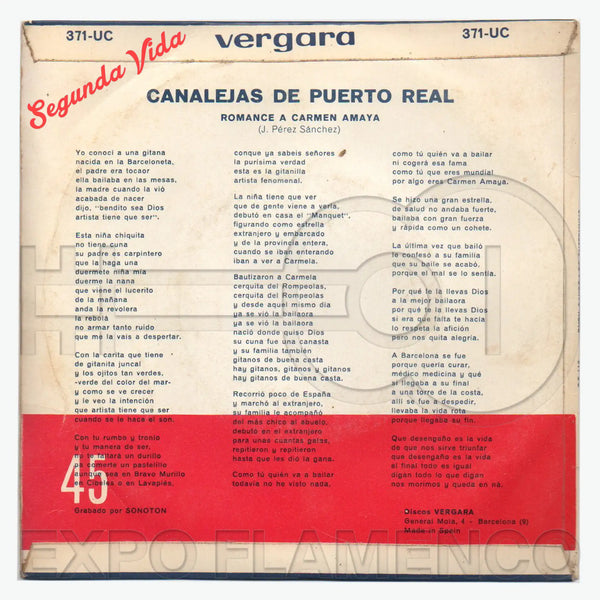 371-UC
vergara
371-UC
Segunda Vida
CANALEJAS DE PUERTO REAL
ROMANCE A CARMEN AMAYA
(J. Pérez Sánchez)
Yo conocí a una gitana
nacida en la Barceloneta,
el padre era tocaor
ella bailaba en las mesas,
la madre cuando la vió
acabada de nacer
dijo, "bendito sea Dios
artista tiene que ser".
Esta niña chiquita
no tiene cuna
su padre es carpintero
que la haga una
duermete niña mía
duerme la nana
que viene el lucerito
de la mañana
anda la revolera
la rebola
no armar tanto ruido
que me la vais a despertar.
Con la carita que tiene
de gitanita juncal
y los ojitos tan verdes,
-verde del color del mar-
y como se ve crecer
y le veo la intención
que artista tiene que ser
cuando se le hace el son.
Con tu rumbo y tronío
y tu manera de ser,
no te faltará un durillo
pa comerte un pastelillo
aunque sea en Bravo Murillo
en Cibeles o en Lavapiés.
conque ya sabeis señores
la purísima verdad
esta es la gitanilla
artista fenomenal.
La niña tiene que ver
que de gente viene a verla,
debutó en casa el "Manquet",
figurando como estrella
extranjero y embarcado
y de la provincia entera,
cuando se iban enterando
iban a ver a Carmela.
Bautizaron a Carmela
cerquita del Rompeolas,
cerquita del Rompeolas
y desde aquel mismo día
ya se vió la bailaora
ya se vió la bailaora
nació donde quiso Dios
su cuna fue una canasta
y su familia también
gitanos de buena casta
hay gitanos, gitanos y gitanos
hay gitanos de buena casta.
Recorrió poco de España
y marchó al extranjero,
su familia le acompañó
del más chico al abuelo,
debutó en el extranjero
para unas cuantas galas,
repitieron y repitieron
hasta que les dió la gana.
Como tú quién va a bailar
todavía no he visto nada,
como tú quién va a bailar
ni cogerá esa fama
como tú que eres mundial
por algo eres Carmen Amaya.
Se hizo una gran estrella,
de salud no andaba fuerte,
bailaba con gran fuerza
y rápida como un cohete.
La última vez que bailó
le confesó a su familia
que su baile se acabó,
porque el mal se lo sentía.
Por qué te la llevas Dios
a la mejor bailaora
por qué te la llevas Dios
si era que falta te hacía
lo respeta la afición
pero nos quita alegría.
A Barcelona se fue
porque quería curar,
médico medicina y qué
al llegaba a su final
a una torre de la costa,
allí se fue a despedir,
llevaba la vida rota
porque llegaba su fin.
Que desengaño es la vida
de que nos sirve triunfar
que desengaño es la vida
el final todo es igual
digan todo lo que digan
nos morimos y queda en ná.
45
Grabado por SONOTON
Discos VERGARA
General Mola, 4 - Barcelona (9)
Made in Spain
EXPO FLAMENCO